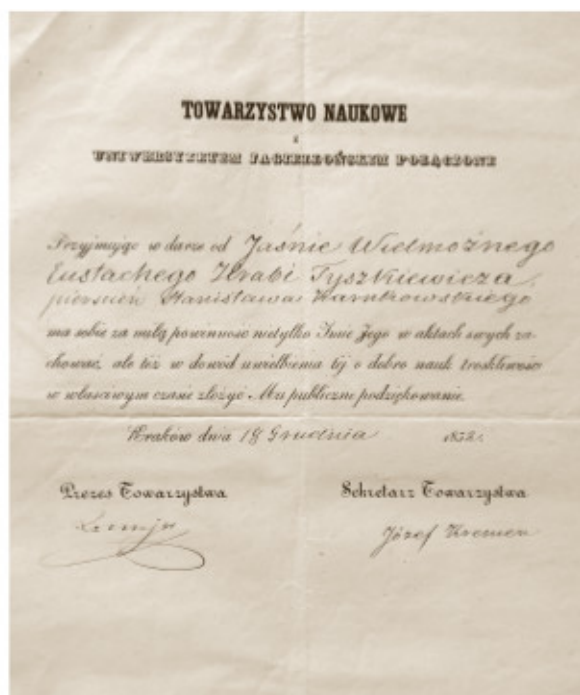 TOWARZYSTWO NAUKOWE
z
UNIWERSYTETEM JAGIELLOŃSKIM POŁĄCZONE
Przyjmując w darze od Jaśnie Wielmożnego
Eustachego Hrabi Tyszkiewicza,
pierścień Stanisława Karnkowskiego
ma sobie za miłą powinność nietylko Imie Jego w aktach swych za-
chować, ale też w dowód uwielbienia tej o dobro nauk troskliwości
w właściwym czasie złożyć Mu publiczne podziękowanie.
Kraków dnia 18 Grudnia 1852 r.
Prezes Towarzystwa
Sekretarz Towarzystwa
Józef Kremer